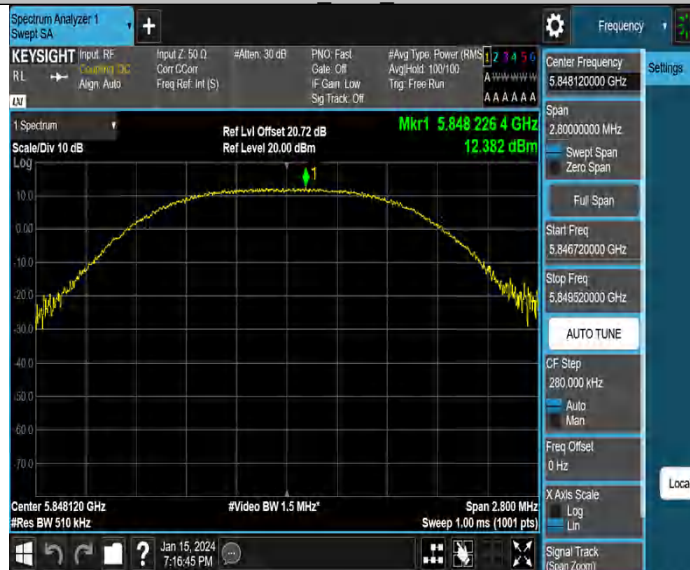 Spectrum Analyzer 1
Swept SA
+
Frequency
KEYSIGHT
Input: RF
Coupling: DC
Align: Auto
RL
Input Z: 50 Ω
Corr CCorr
Freq Ref: Int (S)
#Atten: 30 dB
PNO: Fast
Gate: Off
IF Gain: Low
Sig Track: Off
#Avg Type: Power (RMS)
Avg|Hold: 100/100
Trig: Free Run
1 2 3 4 5 6
A W W W W W
A A A A A A
1 Spectrum
Scale/Div 10 dB
Log
Ref Lvl Offset 20.72 dB
Ref Level 20.00 dBm
Mkr1 5.848 226 4 GHz
12.382 dBm
1
10.0
0.00
-10.0
-20.0
-30.0
-40.0
-50.0
-60.0
-70.0
Center 5.848120 GHz
#Res BW 510 kHz
#Video BW 1.5 MHz*
Span 2.800 MHz
Sweep 1.00 ms (1001 pts)
?
Jan 15, 2024
7:16:45 PM
Center Frequency
5.848120000 GHz
Settings
Span
2.80000000 MHz
Swept Span
Zero Span
Full Span
Start Freq
5.846720000 GHz
Stop Freq
5.849520000 GHz
AUTO TUNE
CF Step
280.000 kHz
Auto
Man
Freq Offset
0 Hz
X Axis Scale
Log
Lin
Signal Track
(Span Zoom)
Loca